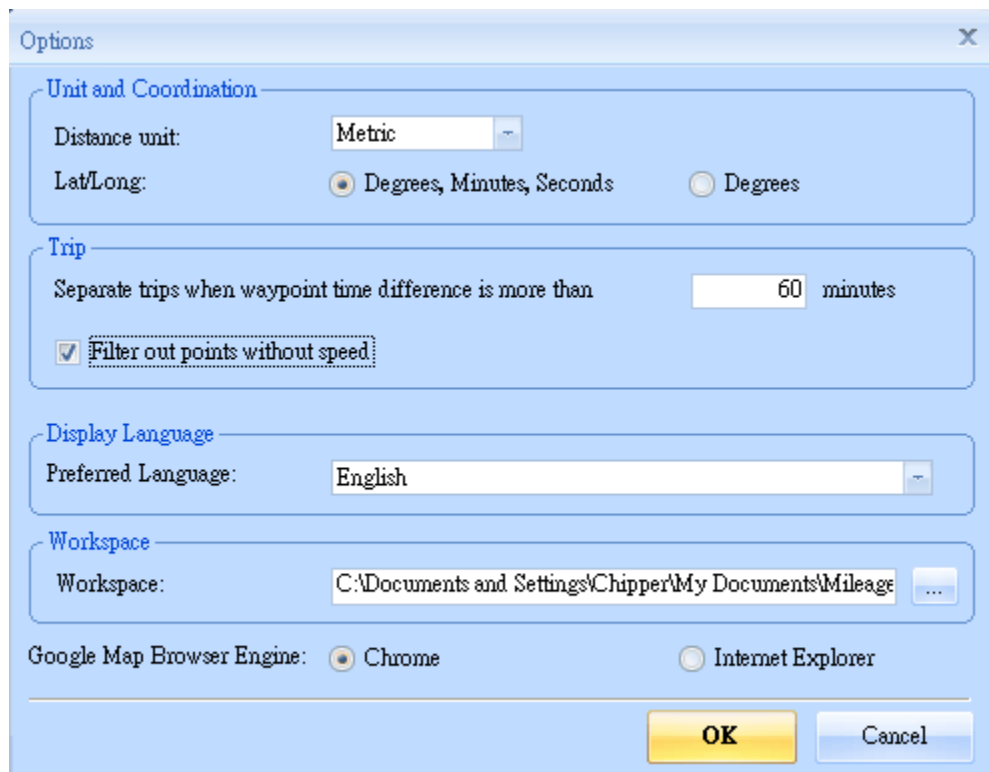 Options
Unit and Coordination
Distance unit: Metric
Lat/Long: Degrees, Minutes, Seconds Degrees
Trip
Separate trips when waypoint time difference is more than 60 minutes
Filter out points without speed
Display Language
Preferred Language: English
Workspace
Workspace: C:\Documents and Settings\Chipper\My Documents\Mileage ...
Google Map Browser Engine: Chrome Internet Explorer
OK Cancel